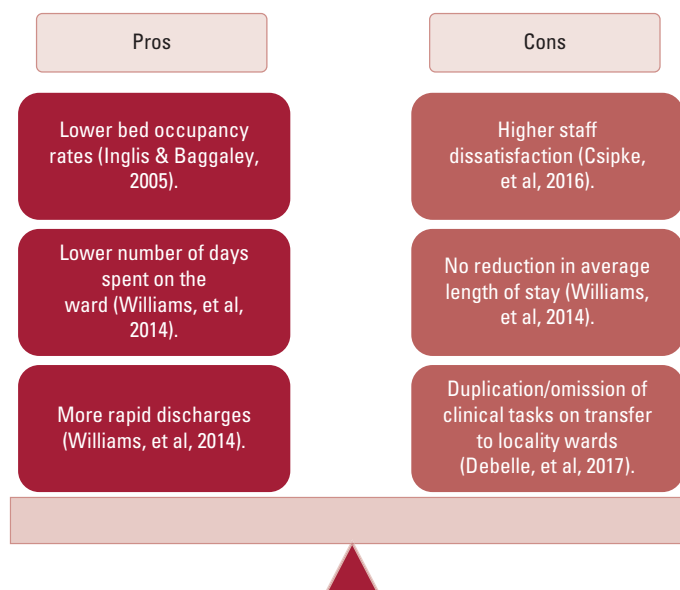 Pros
Lower bed occupancy
rates (Inglis & Baggaley,
2005).
Lower number of days
spent on the
ward (Williams, et al,
2014).
More rapid discharges
(Williams, et al, 2014).
Cons
Higher staff
dissatisfaction (Csipke,
et al, 2016).
No reduction in average
length of stay (Williams,
et al, 2014).
Duplication/omission of
clinical tasks on transfer
to locality wards
(Debelle, et al, 2017).